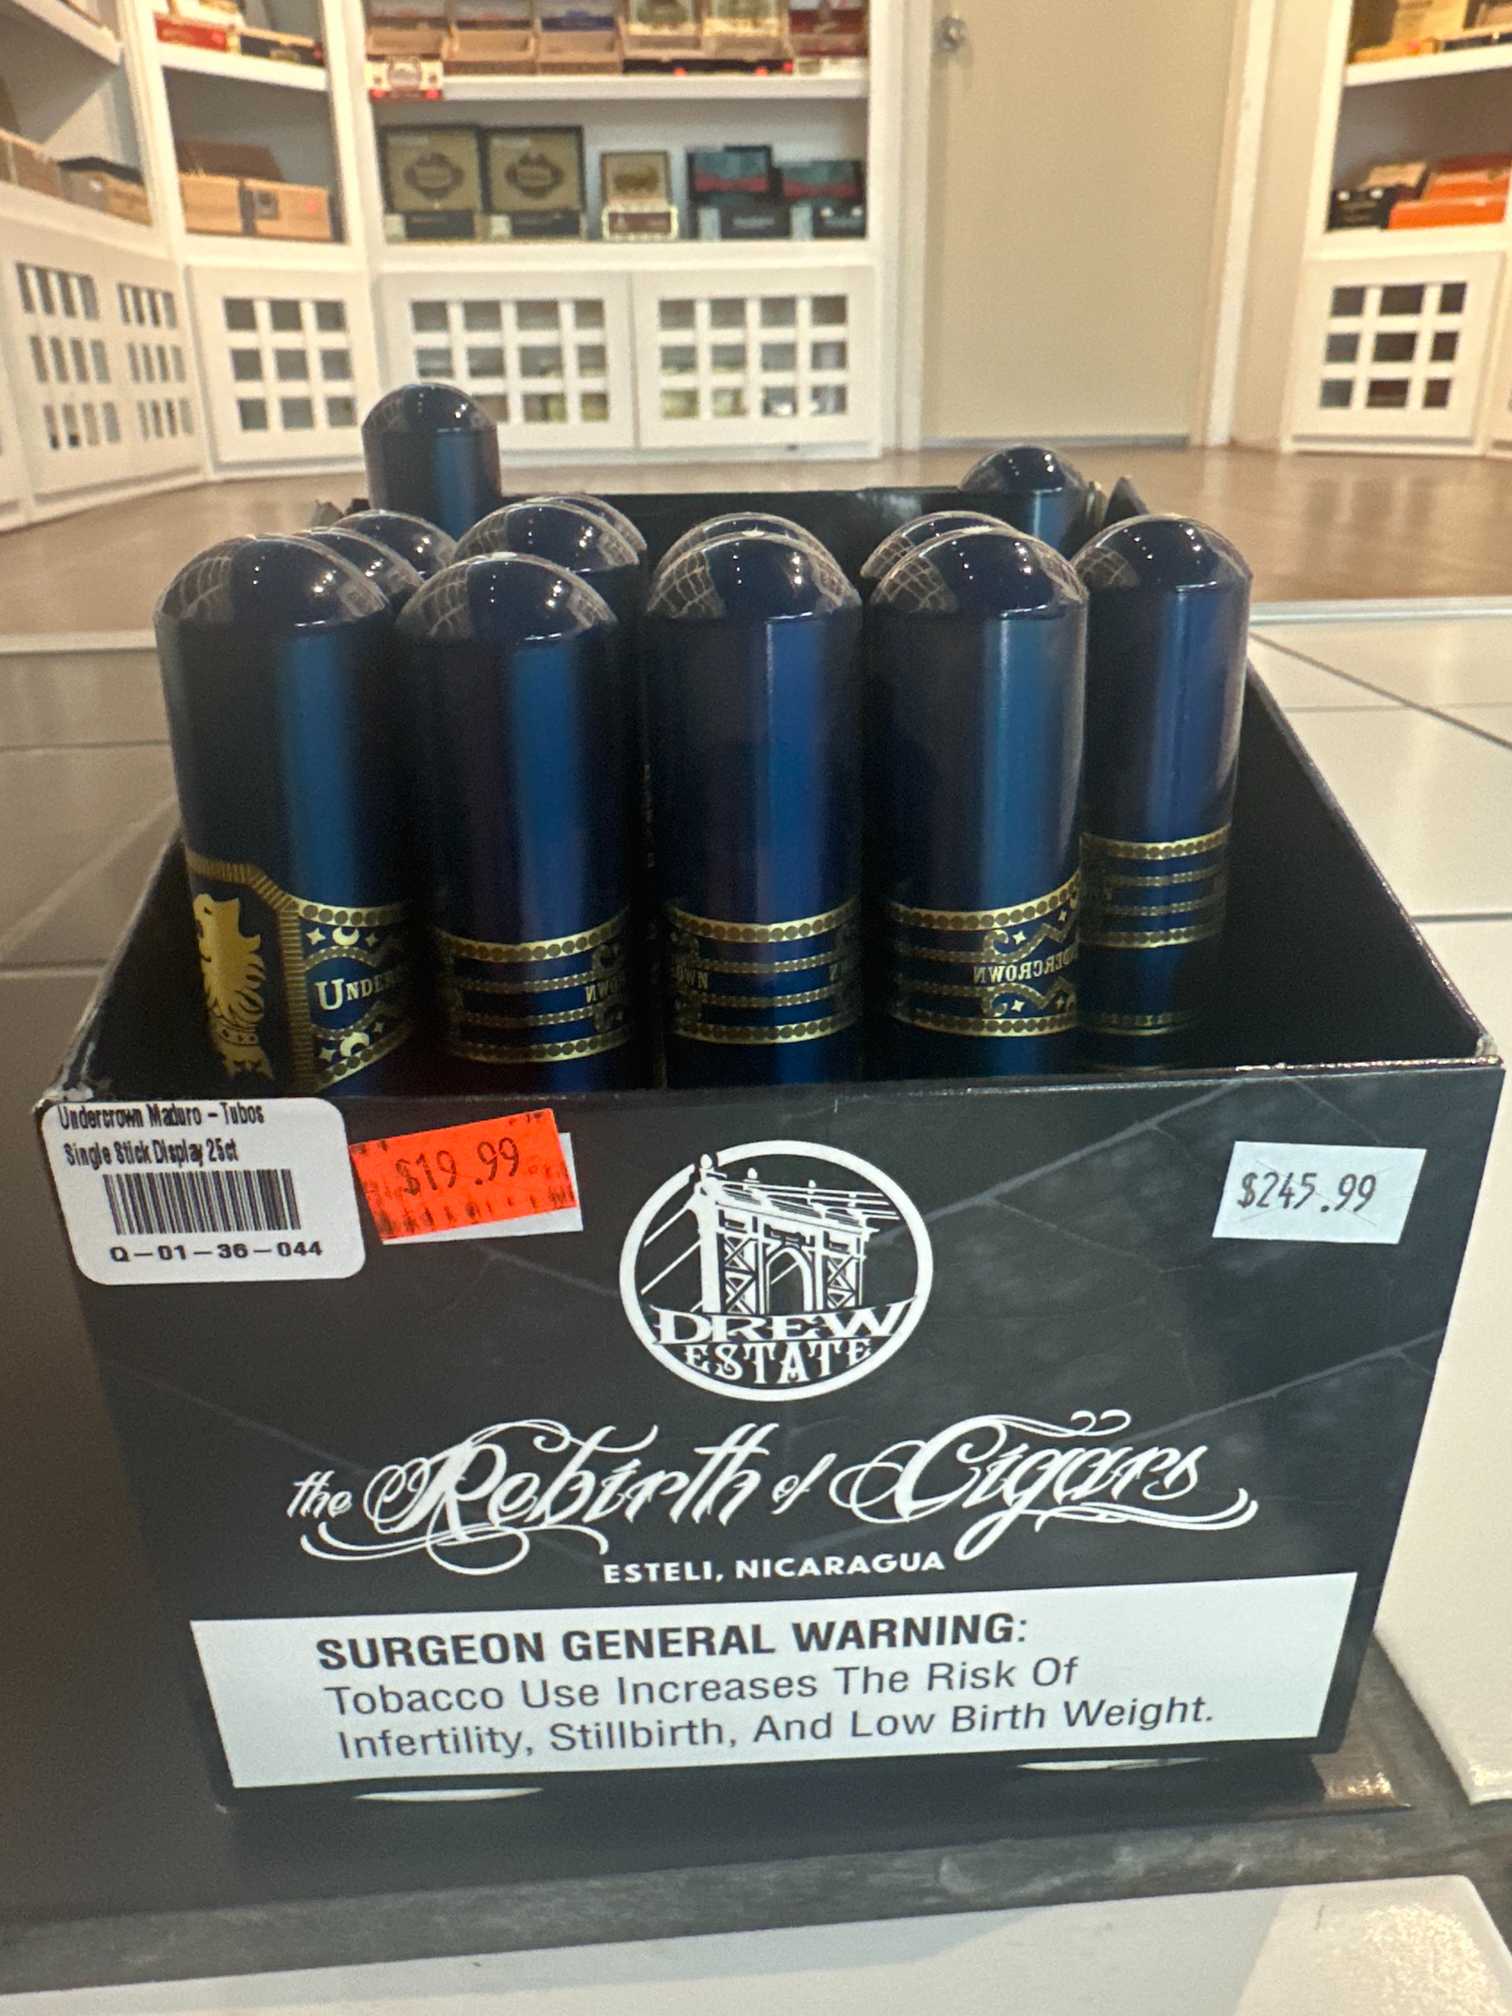 UNDER
OWN
NWO
UNDERCROWN
Undercrown Maduro – Tubos
Single Stick Display 25ct
Q–01–36–044
$19.99
$245.99
DREW
ESTATE
the Rebirth of Cigars
ESTELI, NICARAGUA
SURGEON GENERAL WARNING:
Tobacco Use Increases The Risk Of
Infertility, Stillbirth, And Low Birth Weight.